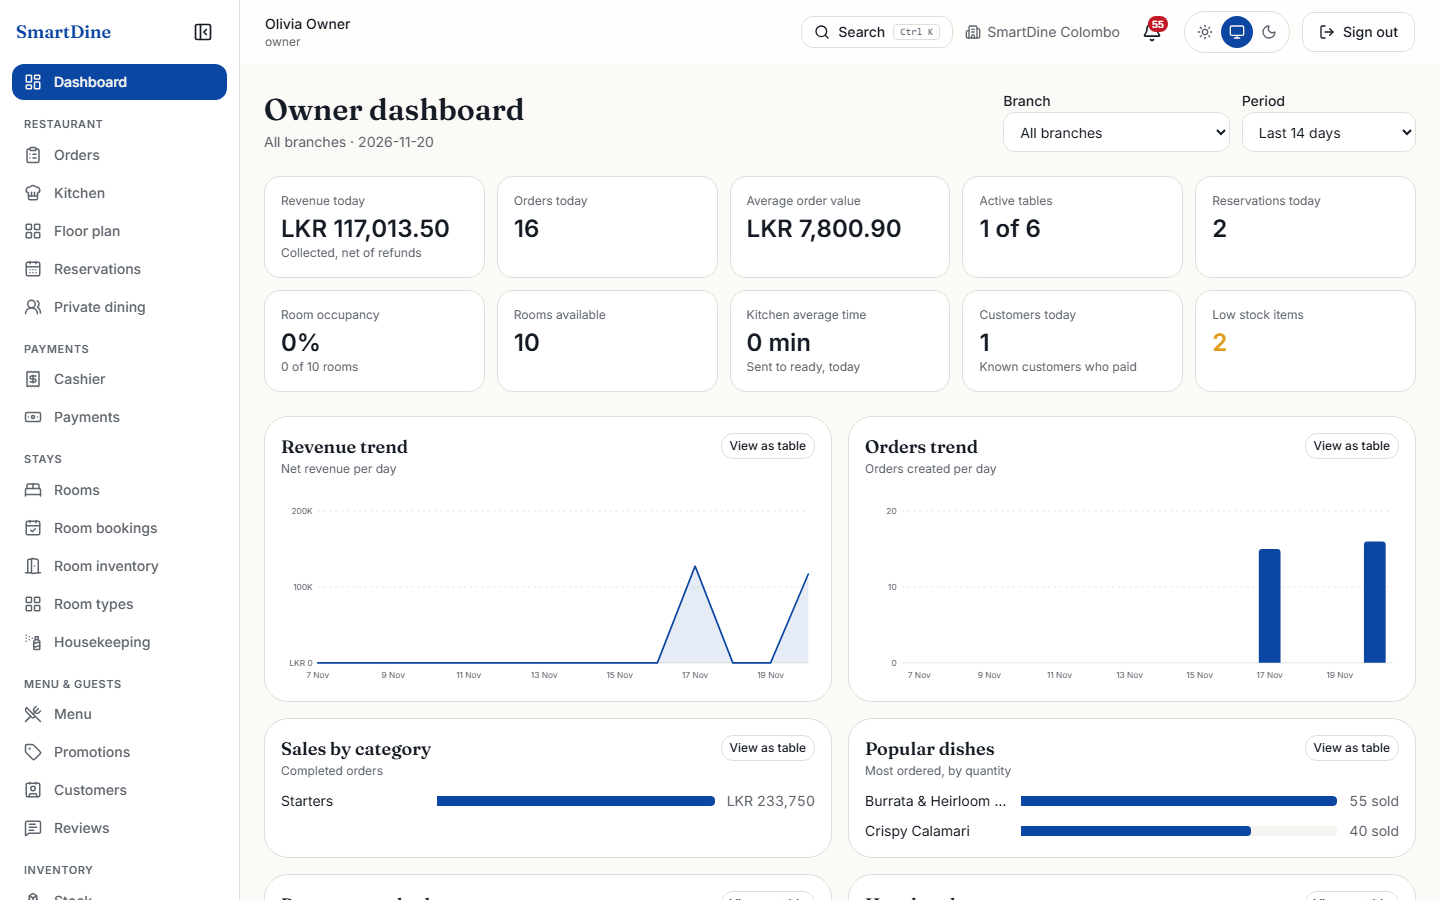 SmartDine
Dashboard
RESTAURANT
Orders
Kitchen
Floor plan
Reservations
Private dining
PAYMENTS
Cashier
Payments
STAYS
Rooms
Room bookings
Room inventory
Room types
Housekeeping
MENU & GUESTS
Menu
Promotions
Customers
Reviews
INVENTORY
Olivia Owner
owner
Search Ctrl K
SmartDine Colombo
55
Sign out
Owner dashboard
All branches · 2026-11-20
Branch
All branches
Period
Last 14 days
Revenue today
LKR 117,013.50
Collected, net of refunds
Orders today
16
Average order value
LKR 7,800.90
Active tables
1 of 6
Reservations today
2
Room occupancy
0%
0 of 10 rooms
Rooms available
10
Kitchen average time
0 min
Sent to ready, today
Customers today
1
Known customers who paid
Low stock items
2
Revenue trend
View as table
Net revenue per day
200K
100K
LKR 0
7 Nov 9 Nov 11 Nov 13 Nov 15 Nov 17 Nov 19 Nov
Orders trend
View as table
Orders created per day
20
10
0
7 Nov 9 Nov 11 Nov 13 Nov 15 Nov 17 Nov 19 Nov
Sales by category
View as table
Completed orders
Starters LKR 233,750
Popular dishes
View as table
Most ordered, by quantity
Burrata & Heirloom ... 55 sold
Crispy Calamari 40 sold